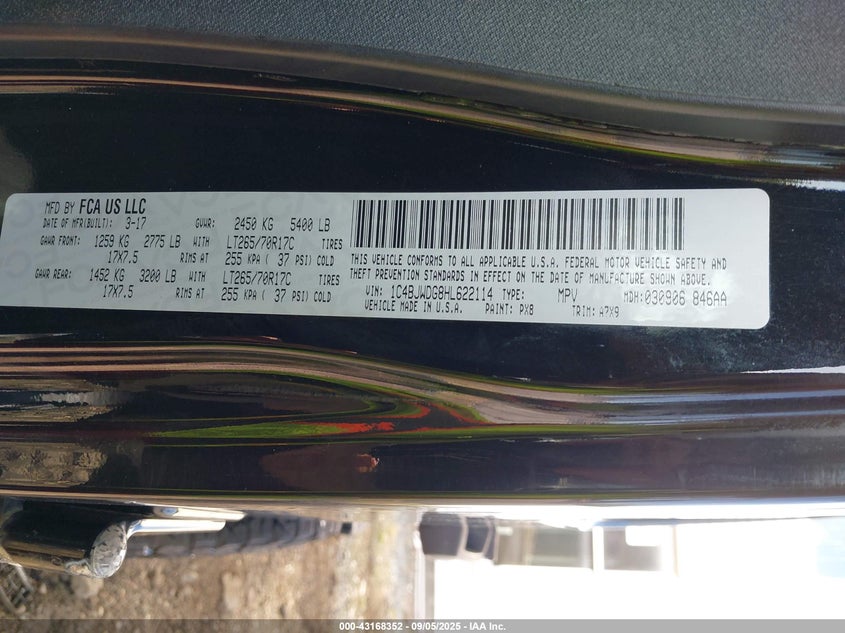 MFD BY FCA US LLC
DATE OF MFR(BUILT): 3-17 GVWR: 2450 KG 5400 LB
GAWR FRONT: 1259 KG 2775 LB WITH LT265/70R17C TIRES
17X7.5 RIMS AT 255 KPA ( 37 PSI) COLD
GAWR REAR: 1452 KG 3200 LB WITH LT265/70R17C TIRES
17X7.5 RIMS AT 255 KPA ( 37 PSI) COLD
THIS VEHICLE CONFORMS TO ALL APPLICABLE U.S.A. FEDERAL MOTOR VEHICLE SAFETY AND
THEFT PREVENTION STANDARDS IN EFFECT ON THE DATE OF MANUFACTURE SHOWN ABOVE.
VIN: 1C4BJWDG8HL622114 TYPE: MPV MDH: 030906 846AA
VEHICLE MADE IN U.S.A. PAINT: PX8 TRIM: A7X9
000-43168352 - 09/05/2025 - IAA Inc.